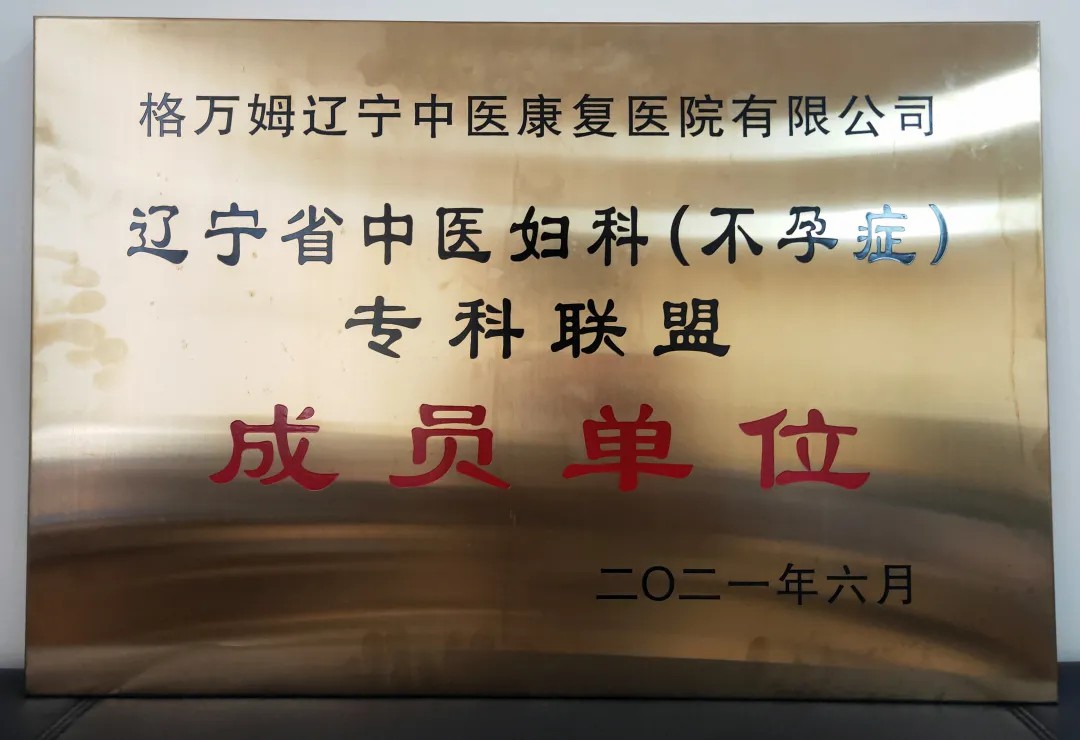 格万姆辽宁中医康复医院有限公司
辽宁省中医妇科(不孕症)
专科联盟
成员单位
二〇二一年六月